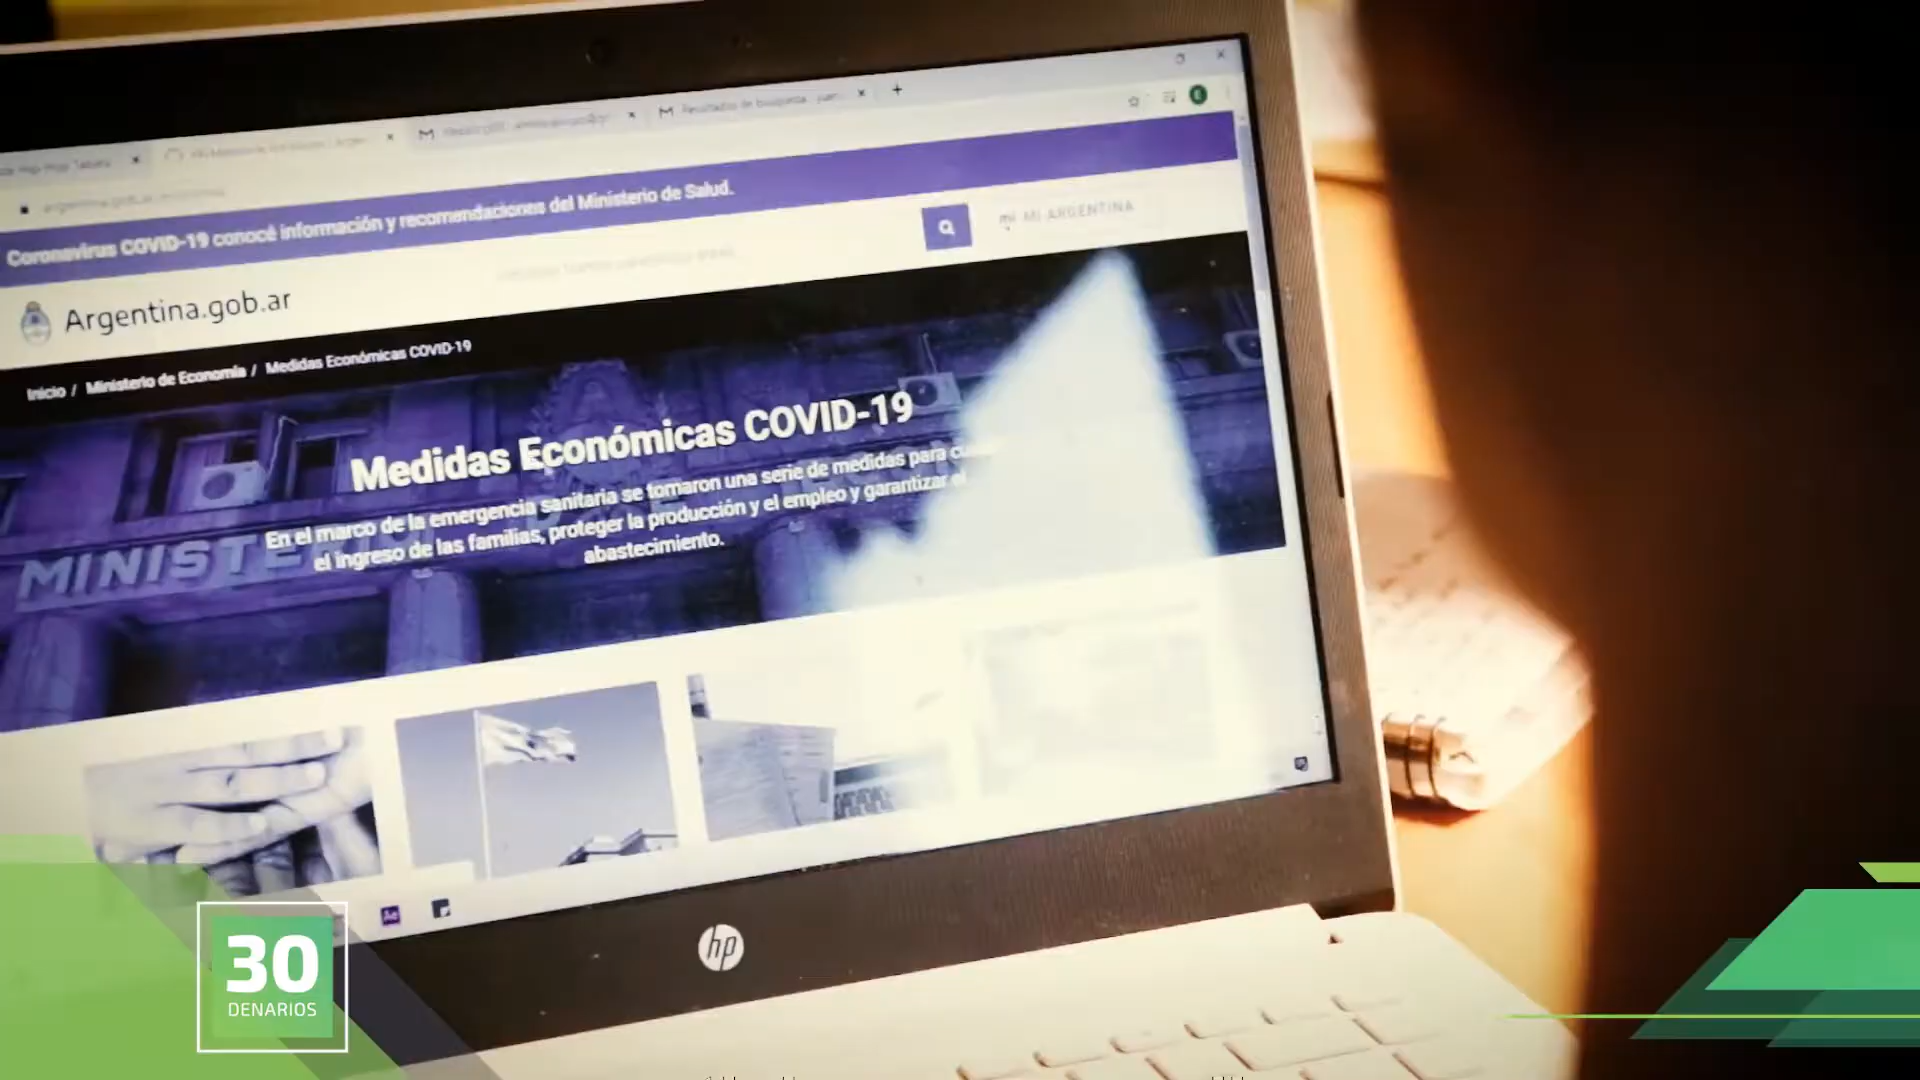 Coronavirus COVID-19 conocé información y recomendaciones del Ministerio de Salud.
MI ARGENTINA
Argentina.gob.ar
Inicio / Ministerio de Economía / Medidas Económicas COVID-19
Medidas Económicas COVID-19
En el marco de la emergencia sanitaria se tomaron una serie de medidas para
el ingreso de las familias, proteger la producción y el empleo y garantizar el
abastecimiento.
MINISTE
Ae
hp
30
DENARIOS